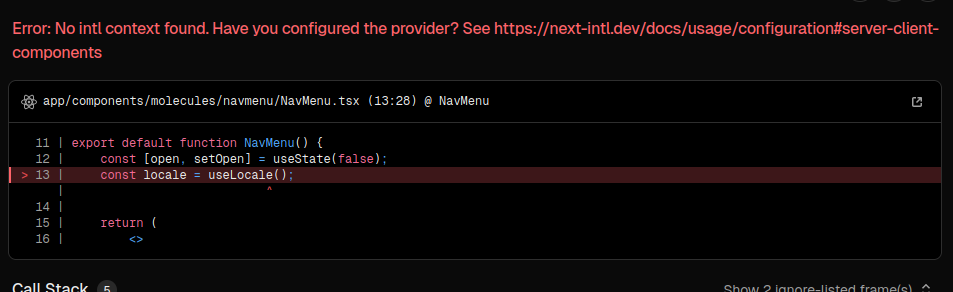 Error: No intl context found. Have you configured the provider? See https://next-intl.dev/docs/usage/configuration#server-client-
components
app/components/molecules/navmenu/NavMenu.tsx (13:28) @ NavMenu
11 | export default function NavMenu() {
12 |     const [open, setOpen] = useState(false);
> 13 |     const locale = useLocale();
|                            ^
14 |
15 |     return (
16 |         <>
Call Stack 5
Show 2 ignore-listed frame(s)